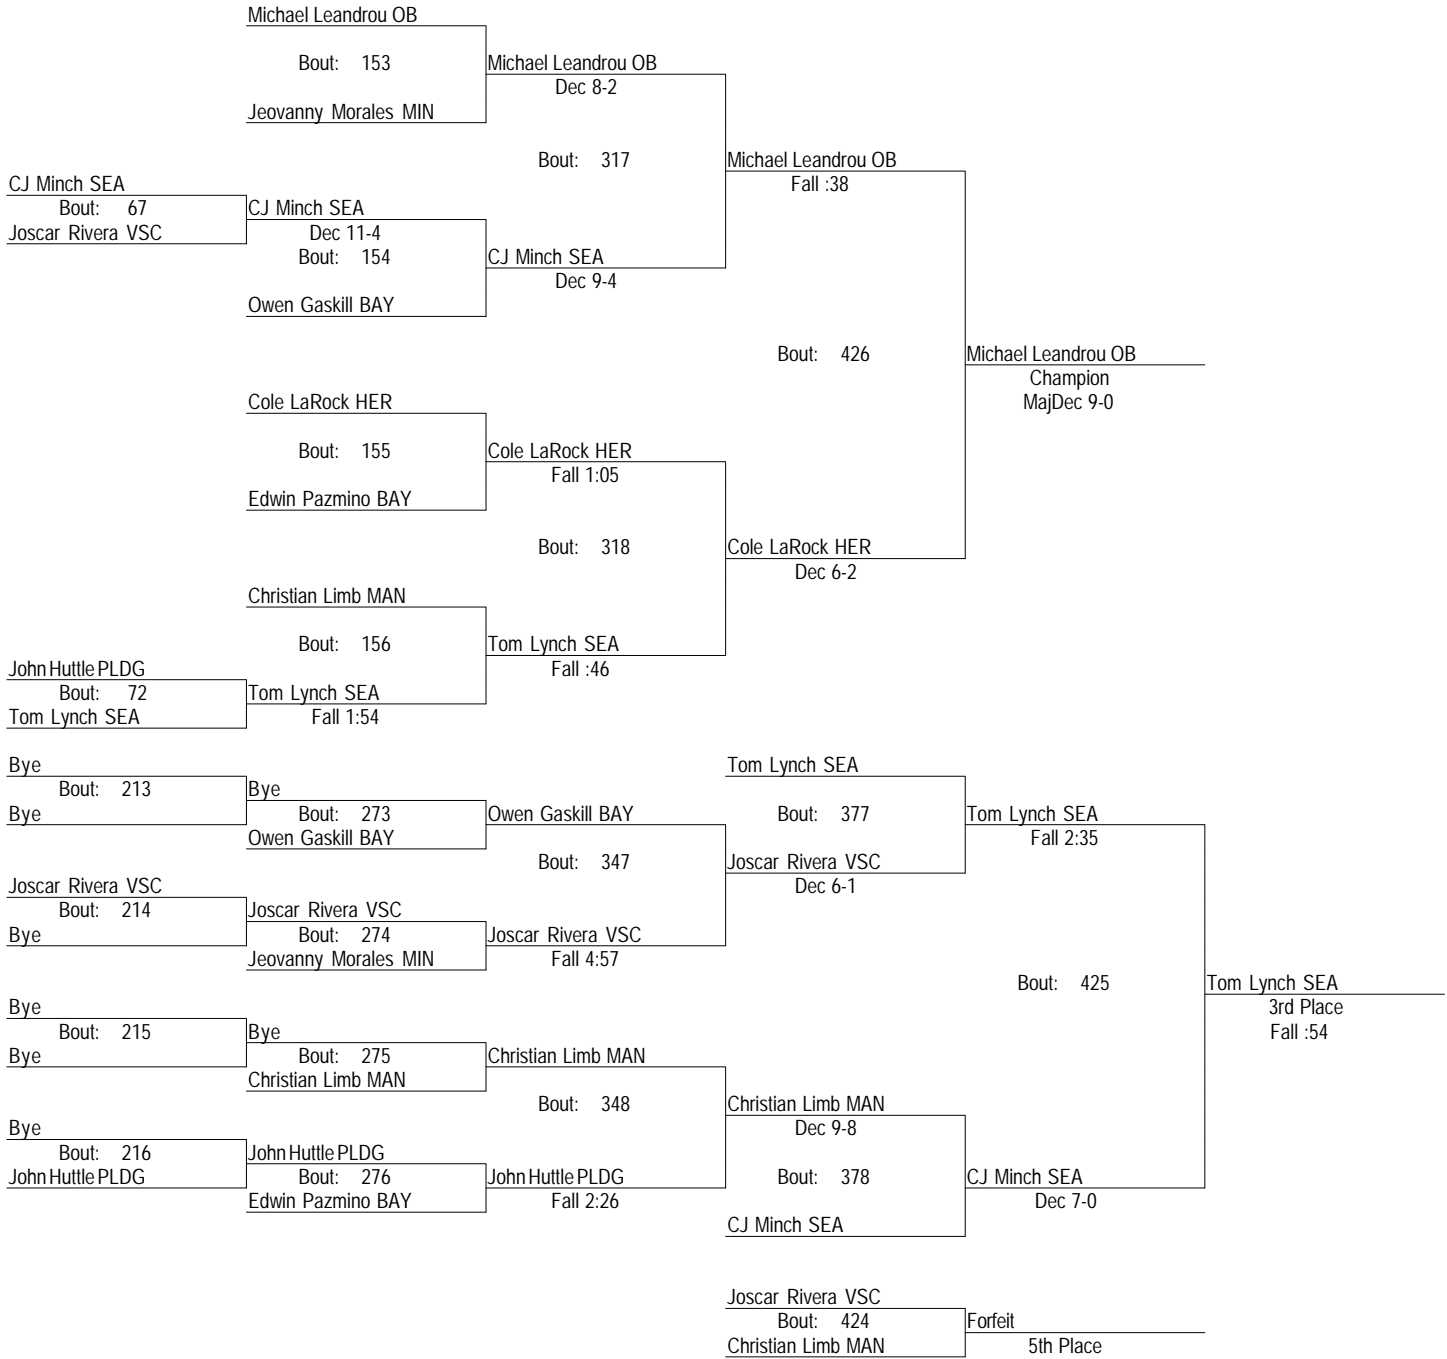 Michael Leandrou OB
Bout: 153
Michael Leandrou OB
Dec 8-2
Jeovanny Morales MIN
Bout: 317
Michael Leandrou OB
Fall :38
CJ Minch SEA
Bout: 67
Joscar Rivera VSC
CJ Minch SEA
Dec 11-4
Bout: 154
CJ Minch SEA
Dec 9-4
Owen Gaskill BAY
Bout: 426
Michael Leandrou OB
Champion
MajDec 9-0
Cole LaRock HER
Bout: 155
Cole LaRock HER
Fall 1:05
Edwin Pazmino BAY
Bout: 318
Cole LaRock HER
Dec 6-2
Christian Limb MAN
Bout: 156
Tom Lynch SEA
Fall :46
John Huttle PLDG
Bout: 72
Tom Lynch SEA
Tom Lynch SEA
Fall 1:54
Bye
Bout: 213
Bye
Bye
Bout: 273
Owen Gaskill BAY
Owen Gaskill BAY
Bout: 347
Tom Lynch SEA
Bout: 377
Joscar Rivera VSC
Dec 6-1
Tom Lynch SEA
Fall 2:35
Joscar Rivera VSC
Bout: 214
Bye
Joscar Rivera VSC
Bout: 274
Jeovanny Morales MIN
Joscar Rivera VSC
Fall 4:57
Bout: 425
Tom Lynch SEA
3rd Place
Fall :54
Bye
Bout: 215
Bye
Bye
Bout: 275
Christian Limb MAN
Christian Limb MAN
Bout: 348
Christian Limb MAN
Dec 9-8
Bye
Bout: 216
John Huttle PLDG
John Huttle PLDG
Bout: 276
Edwin Pazmino BAY
John Huttle PLDG
Fall 2:26
Bout: 378
CJ Minch SEA
CJ Minch SEA
Dec 7-0
Joscar Rivera VSC
Bout: 424
Christian Limb MAN
Forfeit
5th Place